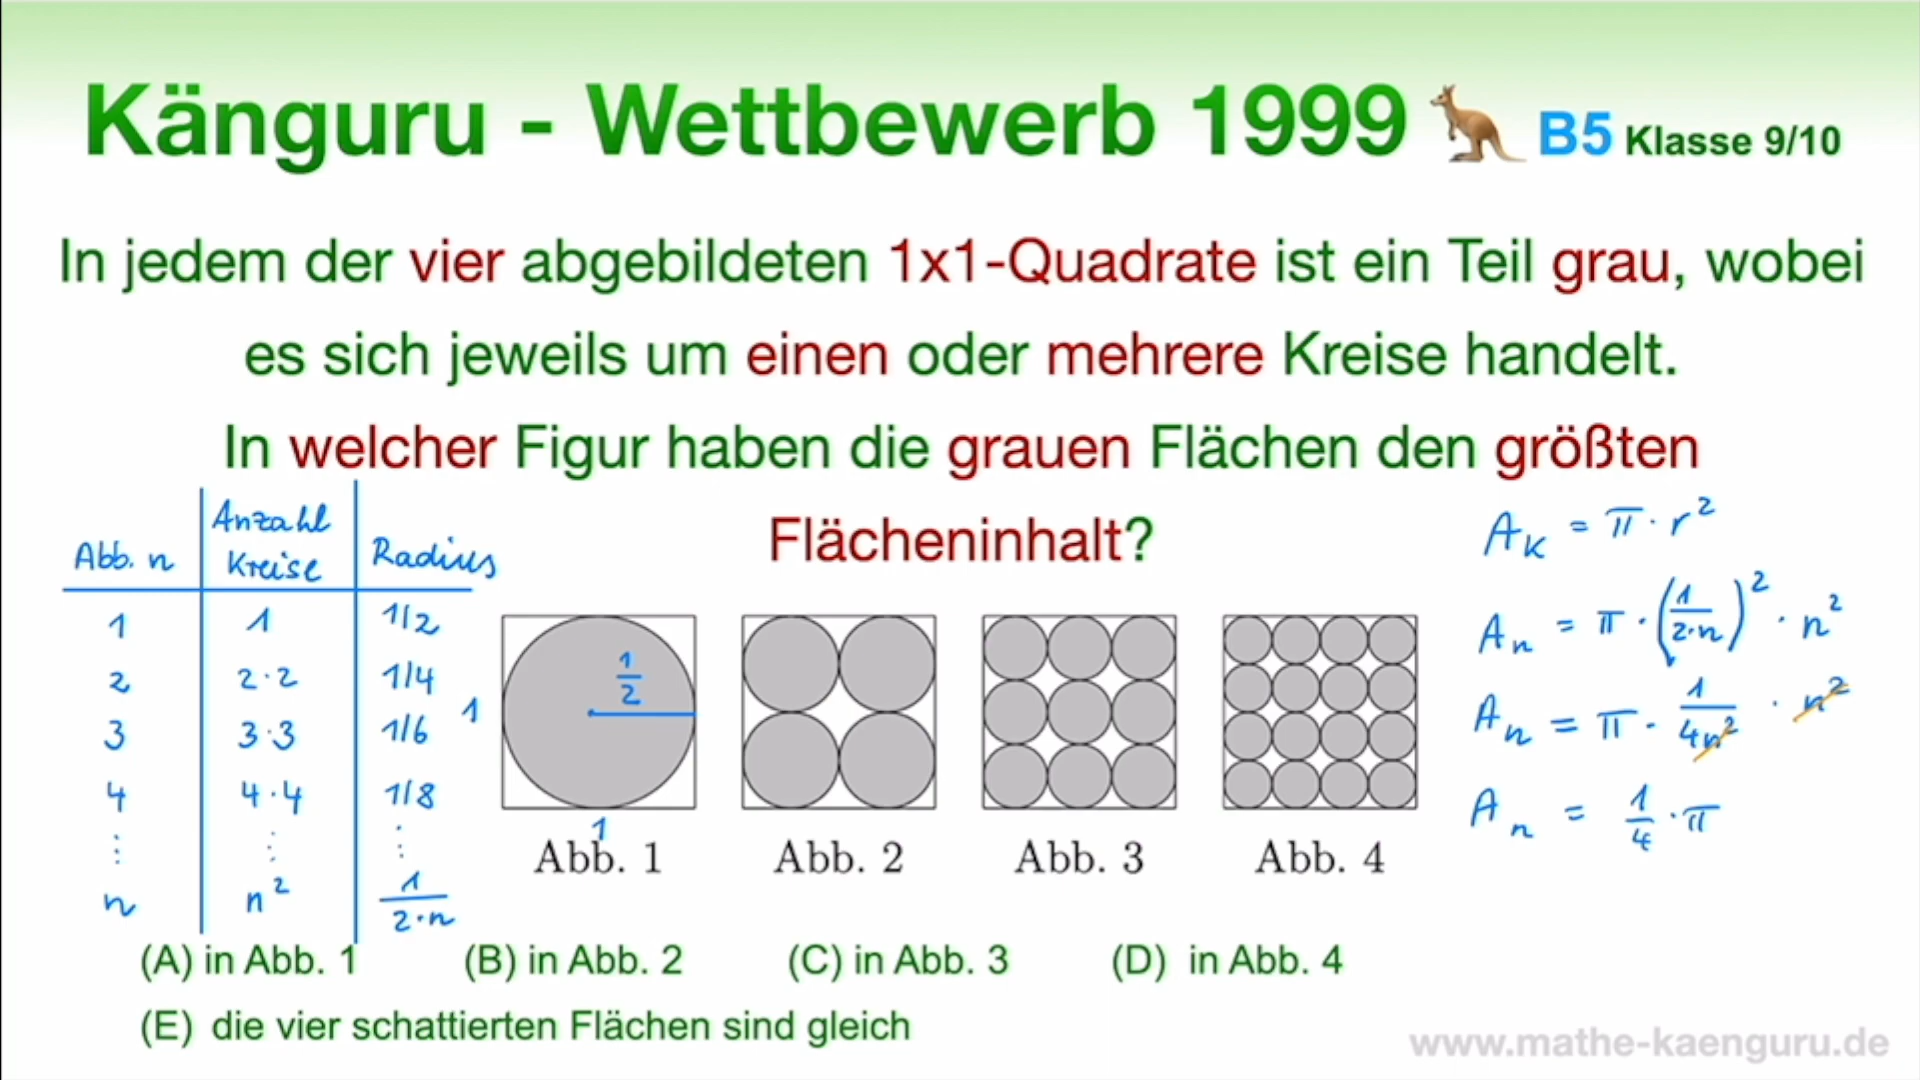 Känguru - Wettbewerb 1999 B5 Klasse 9/10
In jedem der vier abgebildeten 1x1-Quadrate ist ein Teil grau, wobei
es sich jeweils um einen oder mehrere Kreise handelt.
In welcher Figur haben die grauen Flächen den größten
Flächeninhalt?
Abb. n | Anzahl Kreise | Radius
1 | 1 | 1/2
2 | 2·2 | 1/4
3 | 3·3 | 1/6
4 | 4·4 | 1/8
⋮ | ⋮ | ⋮
n | n² | 1/(2·n)
1/2
1
1
Abb. 1
Abb. 2
Abb. 3
Abb. 4
A_K = π · r²
A_n = π · (1/(2·n))² · n²
A_n = π · 1/(4n²) · n²
A_n = 1/4 · π
(A) in Abb. 1 (B) in Abb. 2 (C) in Abb. 3 (D) in Abb. 4
(E) die vier schattierten Flächen sind gleich
www.mathe-kaenguru.de